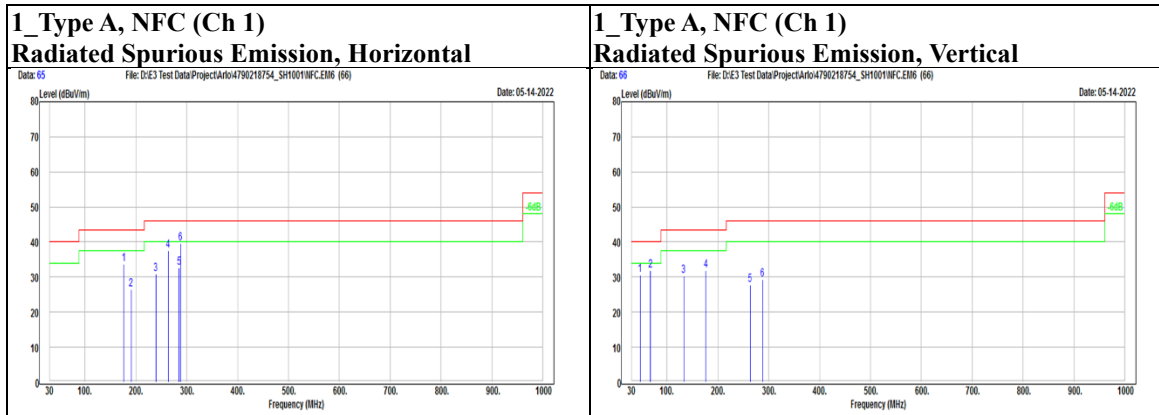 1_Type A, NFC (Ch 1)
Radiated Spurious Emission, Horizontal
Data: 65 File: D:\E3 Test Data\Project\Arlo\4790218754_SH1001\NFC.EM6 (66)
Level (dBuV/m) Date: 05-14-2022
80
70
60
50
-6dB
40
6
4
1
30
3
5
2
20
10
0
30 100. 200. 300. 400. 500. 600. 700. 800. 900. 1000
Frequency (MHz)
1_Type A, NFC (Ch 1)
Radiated Spurious Emission, Vertical
Data: 66 File: D:\E3 Test Data\Project\Arlo\4790218754_SH1001\NFC.EM6 (66)
Level (dBuV/m) Date: 05-14-2022
80
70
60
50
-6dB
40
1 2 3 4 5 6
30
20
10
0
30 100. 200. 300. 400. 500. 600. 700. 800. 900. 1000
Frequency (MHz)